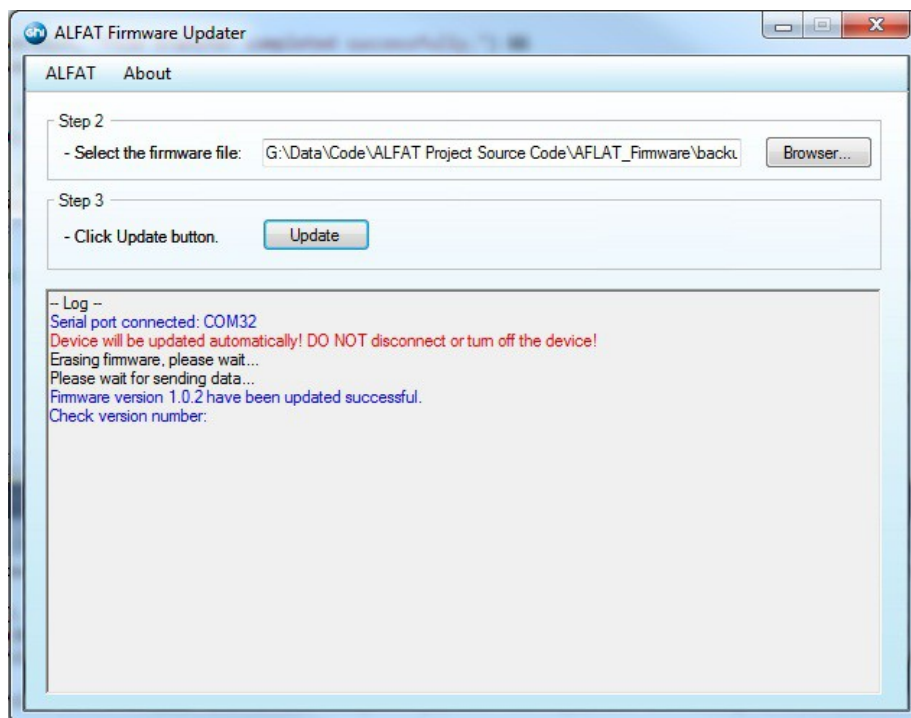 ALFAT Firmware Updater
ALFAT About
Step 2
- Select the firmware file: G:\Data\Code\ALFAT Project Source Code\AFLAT_Firmware\backu Browser...
Step 3
- Click Update button. Update
-- Log --
Serial port connected: COM32
Device will be updated automatically! DO NOT disconnect or turn off the device!
Erasing firmware, please wait...
Please wait for sending data...
Firmware version 1.0.2 have been updated successful.
Check version number: